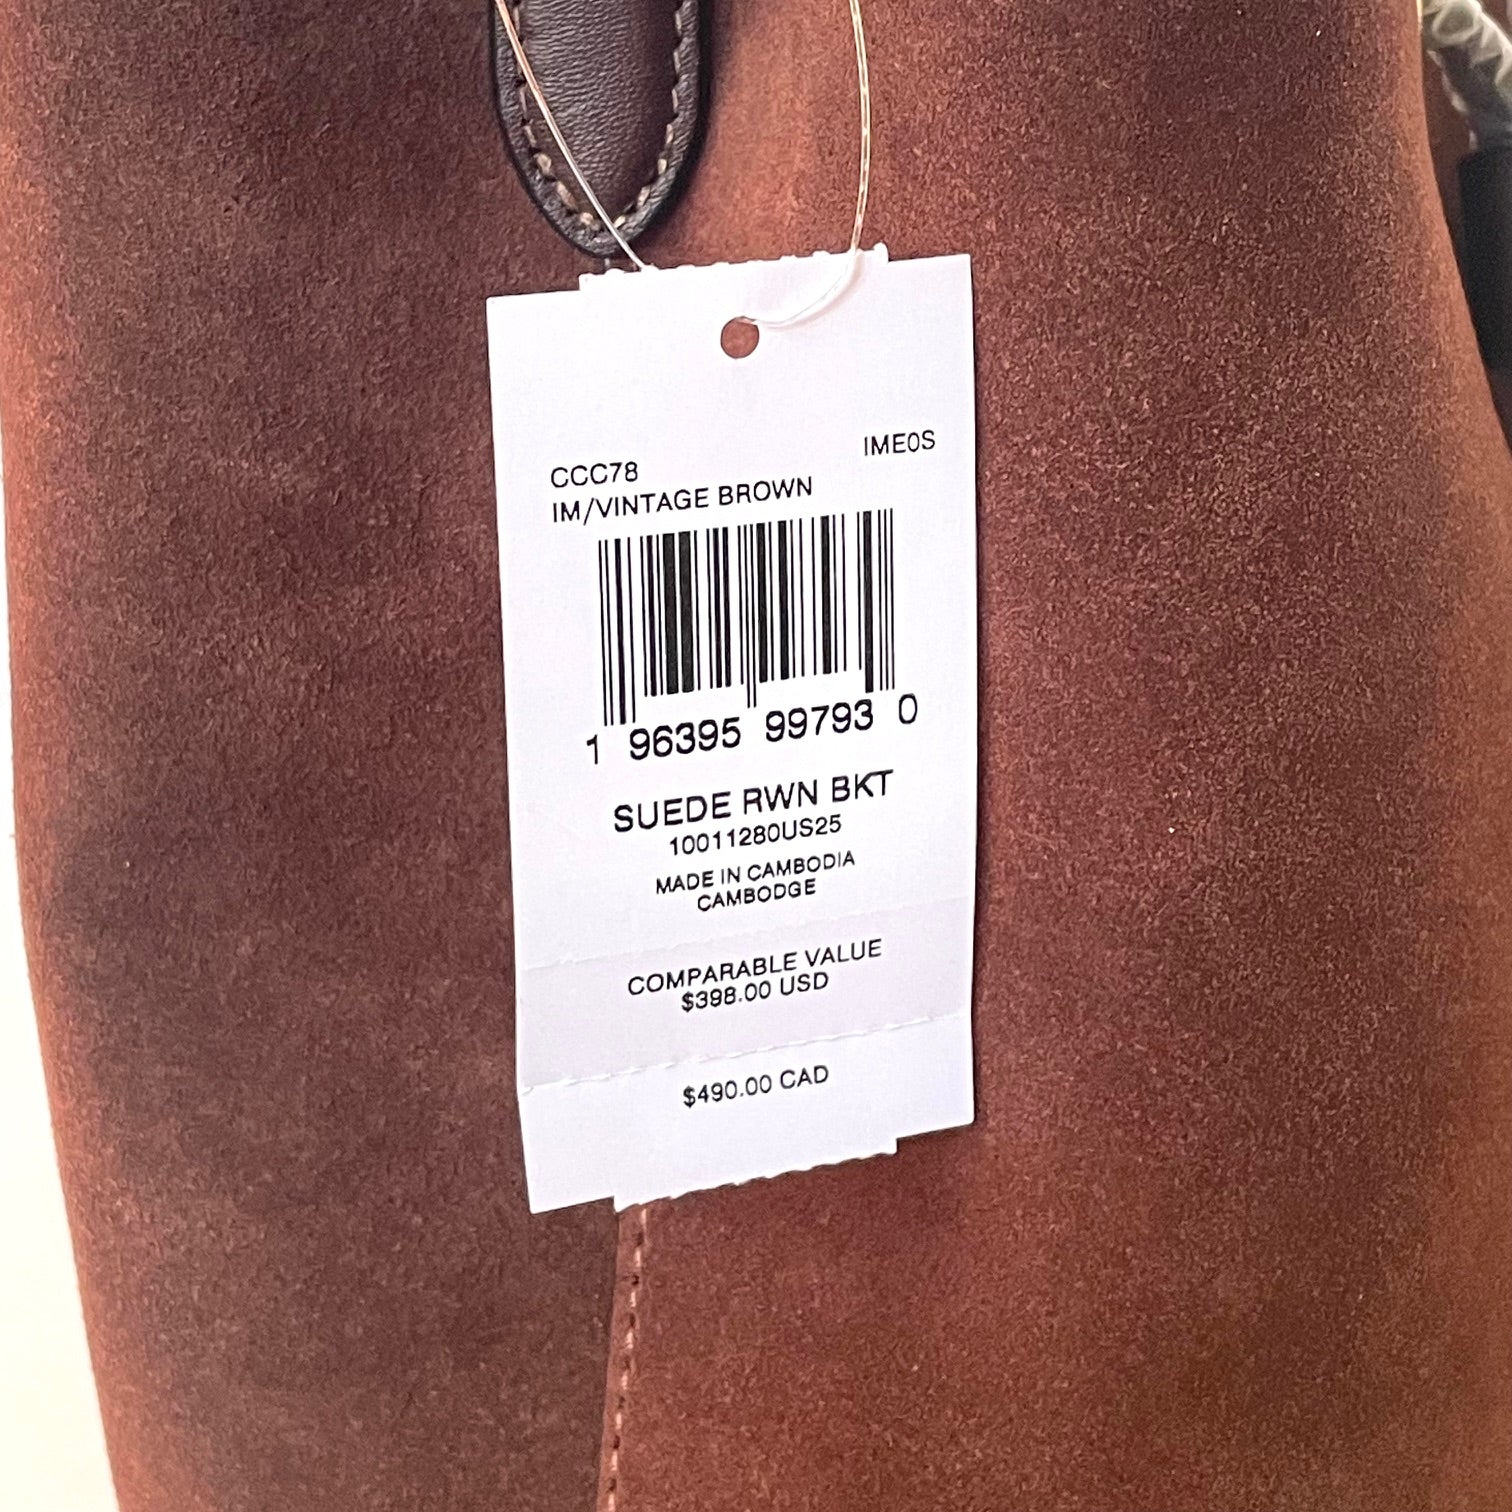 IME0S
CCC78
IM/VINTAGE BROWN
1 96395 99793 0
SUEDE RWN BKT
10011280US25
MADE IN CAMBODIA
CAMBODGE
COMPARABLE VALUE
$398.00 USD
$490.00 CAD